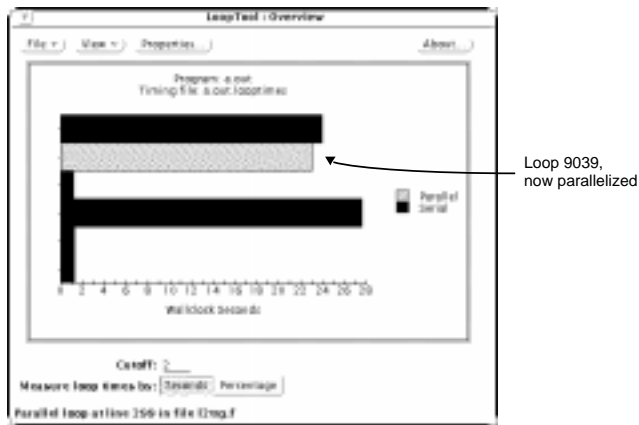 LoopTool : Overview
File View Properties... About...
Program: a.out
Timing file: a.out.looptimes
Loop 9039,
now parallelized
Parallel
Serial
0 2 4 6 8 10 12 14 16 18 20 22 24 26 28
Wallclock Seconds
Cutoff: 2
Measure loop times by: Seconds Percentage
Parallel loop at line 299 in file